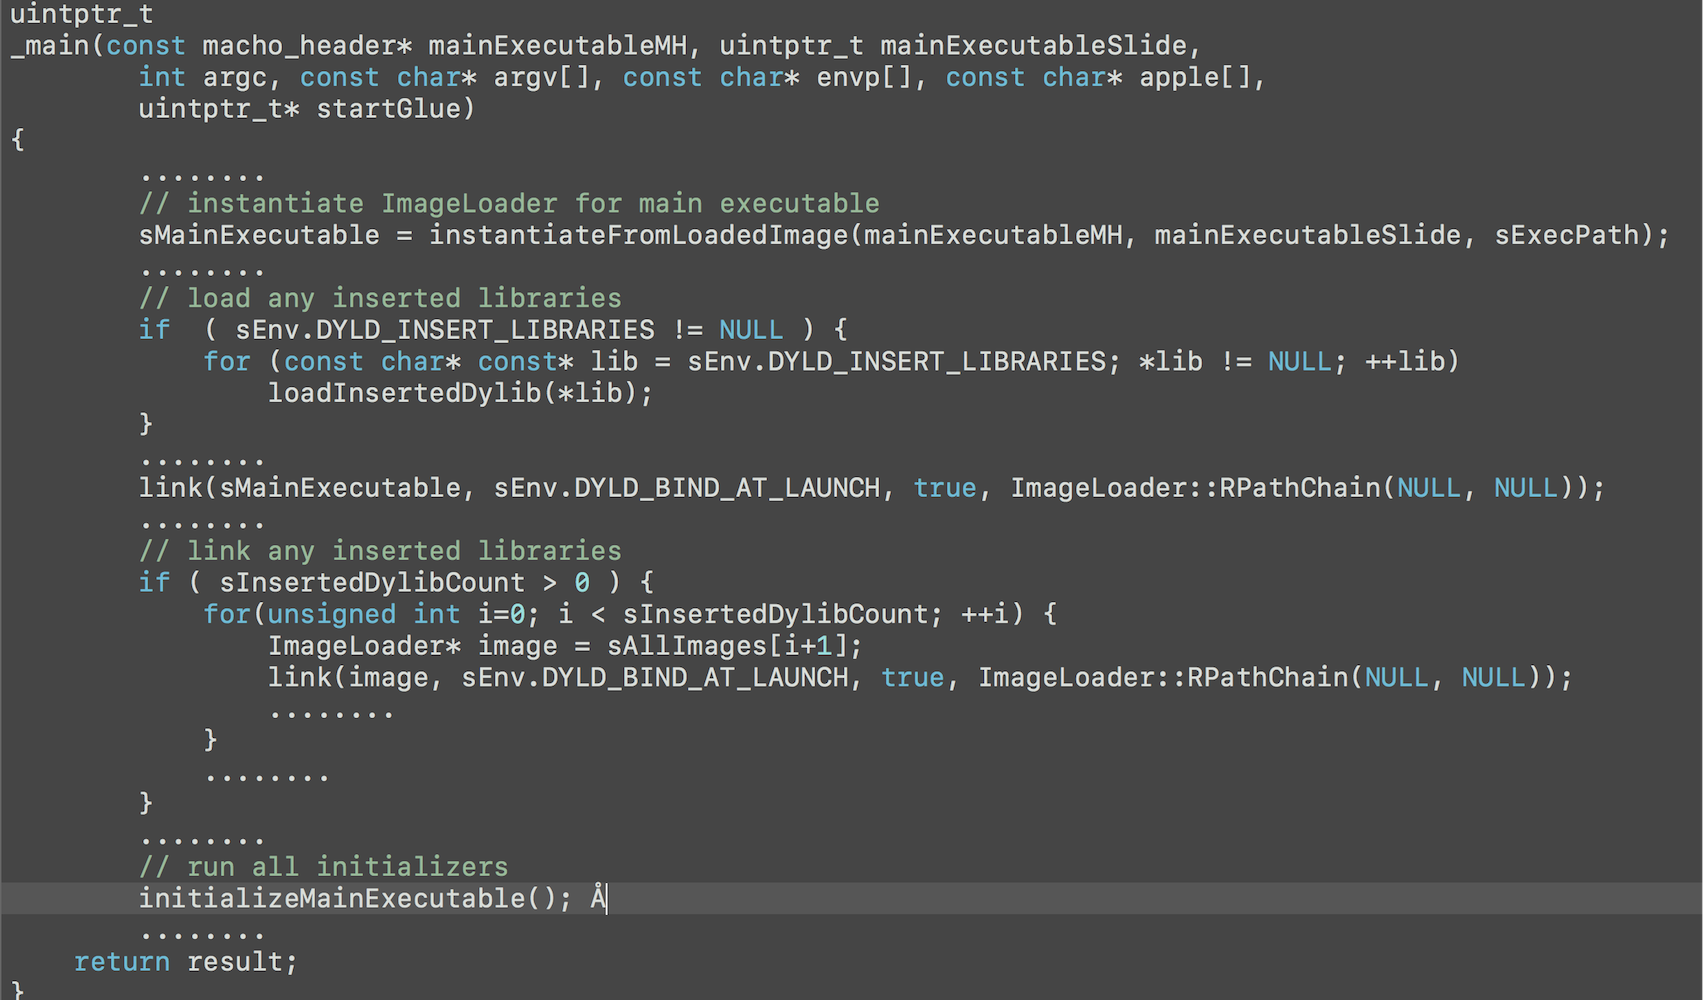 uintptr_t
_main(const macho_header* mainExecutableMH, uintptr_t mainExecutableSlide,
        int argc, const char* argv[], const char* envp[], const char* apple[],
        uintptr_t* startGlue)
{
        ........
        // instantiate ImageLoader for main executable
        sMainExecutable = instantiateFromLoadedImage(mainExecutableMH, mainExecutableSlide, sExecPath);
        ........
        // load any inserted libraries
        if  ( sEnv.DYLD_INSERT_LIBRARIES != NULL ) {
            for (const char* const* lib = sEnv.DYLD_INSERT_LIBRARIES; *lib != NULL; ++lib)
                loadInsertedDylib(*lib);
        }
        ........
        link(sMainExecutable, sEnv.DYLD_BIND_AT_LAUNCH, true, ImageLoader::RPathChain(NULL, NULL));
        ........
        // link any inserted libraries
        if ( sInsertedDylibCount > 0 ) {
            for(unsigned int i=0; i < sInsertedDylibCount; ++i) {
                ImageLoader* image = sAllImages[i+1];
                link(image, sEnv.DYLD_BIND_AT_LAUNCH, true, ImageLoader::RPathChain(NULL, NULL));
                ........
            }
            ........
        }
        ........
        // run all initializers
        initializeMainExecutable(); Å
        ........
    return result;
}